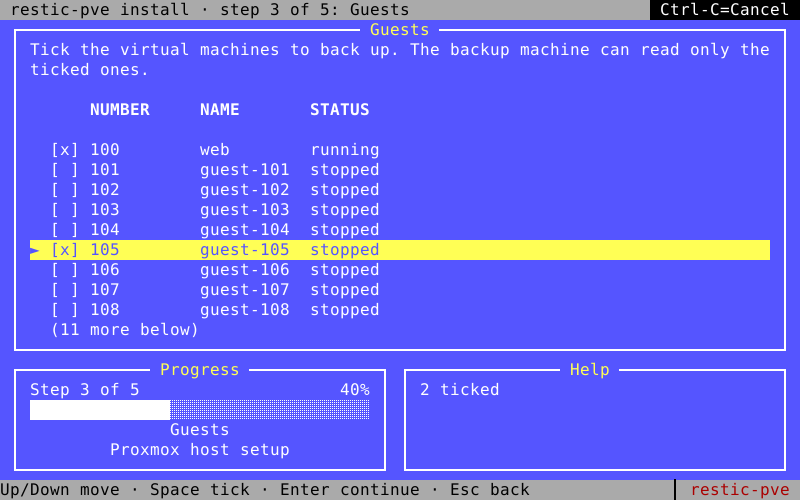 restic-pve install · step 3 of 5: Guests Ctrl-C=Cancel
Guests
Tick the virtual machines to back up. The backup machine can read only the
ticked ones.
NUMBER NAME STATUS
[x] 100 web running
[ ] 101 guest-101 stopped
[ ] 102 guest-102 stopped
[ ] 103 guest-103 stopped
[ ] 104 guest-104 stopped
► [x] 105 guest-105 stopped
[ ] 106 guest-106 stopped
[ ] 107 guest-107 stopped
[ ] 108 guest-108 stopped
(11 more below)
Progress
Step 3 of 5 40%
Guests
Proxmox host setup
Help
2 ticked
Up/Down move · Space tick · Enter continue · Esc back restic-pve